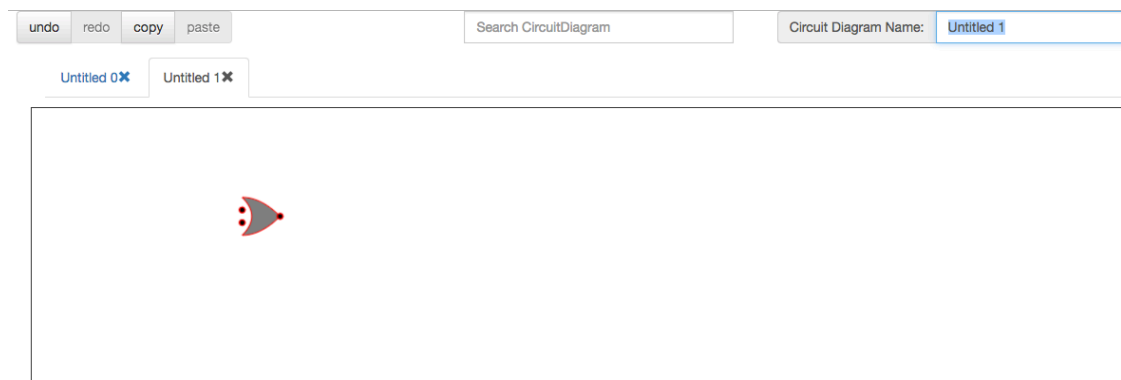 undo redo copy paste Search CircuitDiagram Circuit Diagram Name: Untitled 1
Untitled 0✖ Untitled 1✖